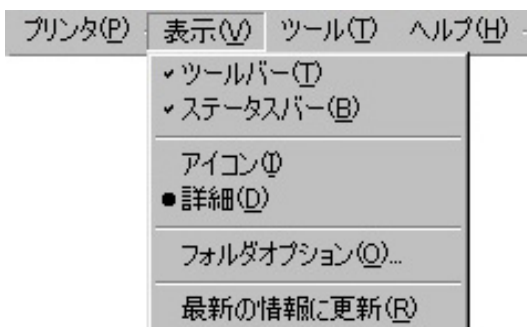 プリンタ(P) 表示(V) ツール(T) ヘルプ(H)
ツールバー(T)
ステータスバー(B)
アイコン(I)
詳細(D)
フォルダオプション(O)...
最新の情報に更新(R)